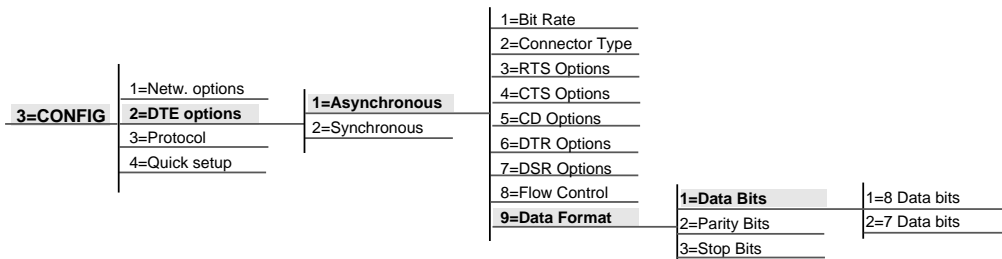 3=CONFIG
1=Netw. options
2=DTE options
3=Protocol
4=Quick setup
1=Asynchronous
2=Synchronous
1=Bit Rate
2=Connector Type
3=RTS Options
4=CTS Options
5=CD Options
6=DTR Options
7=DSR Options
8=Flow Control
9=Data Format
1=Data Bits
2=Parity Bits
3=Stop Bits
1=8 Data bits
2=7 Data bits